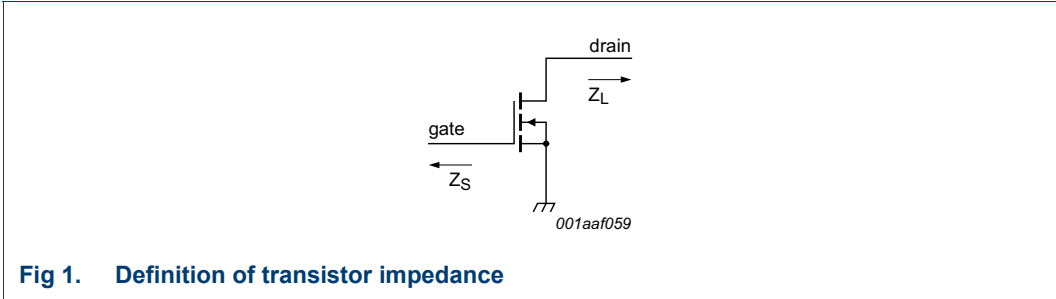 drain
Z_L
gate
Z_S
001aaf059
Fig 1. Definition of transistor impedance